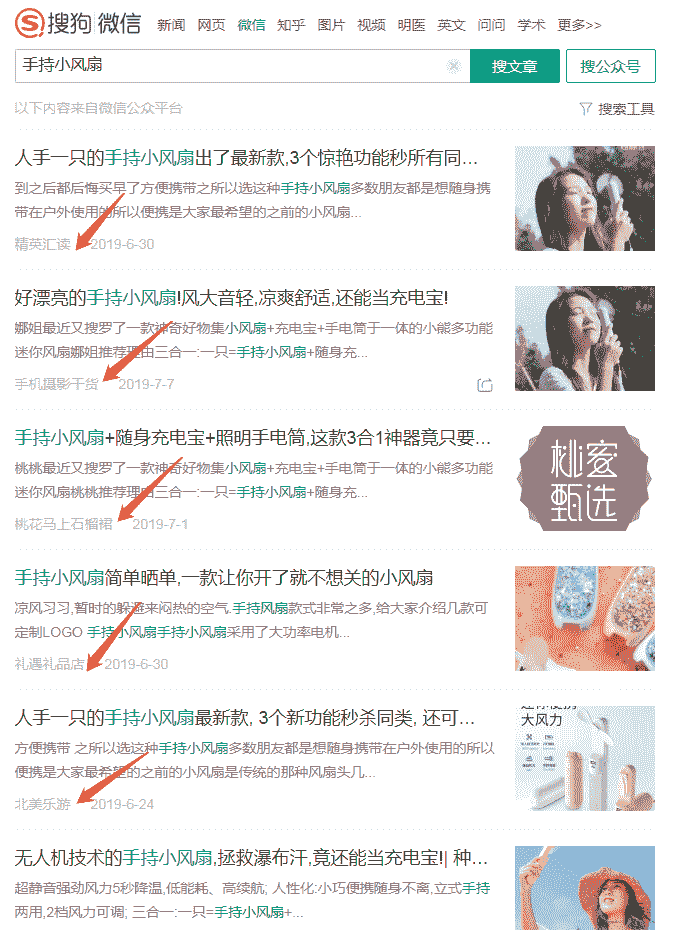 搜狗 微信 新闻 网页 微信 知乎 图片 视频 明医 英文 问问 学术 更多>>
手持小风扇 搜文章 搜公众号
以下内容来自微信公众平台 搜索工具
人手一只的手持小风扇出了最新款,3个惊艳功能秒所有同...
到之后都后悔买早了方便携带之所以选这种手持小风扇多数朋友都是想随身携
带在户外使用的所以便携是大家最希望的之前的小风扇...
精英汇读 2019-6-30
好漂亮的手持小风扇!风大音轻,凉爽舒适,还能当充电宝!
娜姐最近又搜罗了一款神奇好物集小风扇+充电宝+手电筒于一体的小能多功能
迷你风扇娜姐推荐理由三合一:一只=手持小风扇+随身充...
手机摄影干货 2019-7-7
手持小风扇+随身充电宝+照明手电筒,这款3合1神器竟只要...
桃桃最近又搜罗了一款神奇好物集小风扇+充电宝+手电筒于一体的小能多功能
迷你风扇桃桃推荐理由三合一:一只=手持小风扇+随身充...
桃花马上石榴裙 2019-7-1
桃蜜
甄选
手持小风扇简单晒单,一款让你开了就不想关的小风扇
凉风习习,暂时的躲避来闷热的空气.手持风扇款式非常之多,给大家介绍几款可
定制LOGO 手持小风扇手持小风扇采用了大功率电机...
礼遇礼品店 2019-6-30
人手一只的手持小风扇最新款, 3个新功能秒杀同类, 还可...
方便携带 之所以选这种手持小风扇多数朋友都是想随身携带在户外使用的所以
便携是大家最希望的之前的小风扇是传统的那种风扇头几...
北美乐游 2019-6-24
迷你便携
大风力
无人机技术的手持小风扇,拯救瀑布汗,竟还能当充电宝!| 种...
超静音强劲风力5秒降温,低能耗、高续航; 人性化:小巧便携随身不离,立式手持
两用,2档风力可调; 三合一:一只=手持小风扇+...